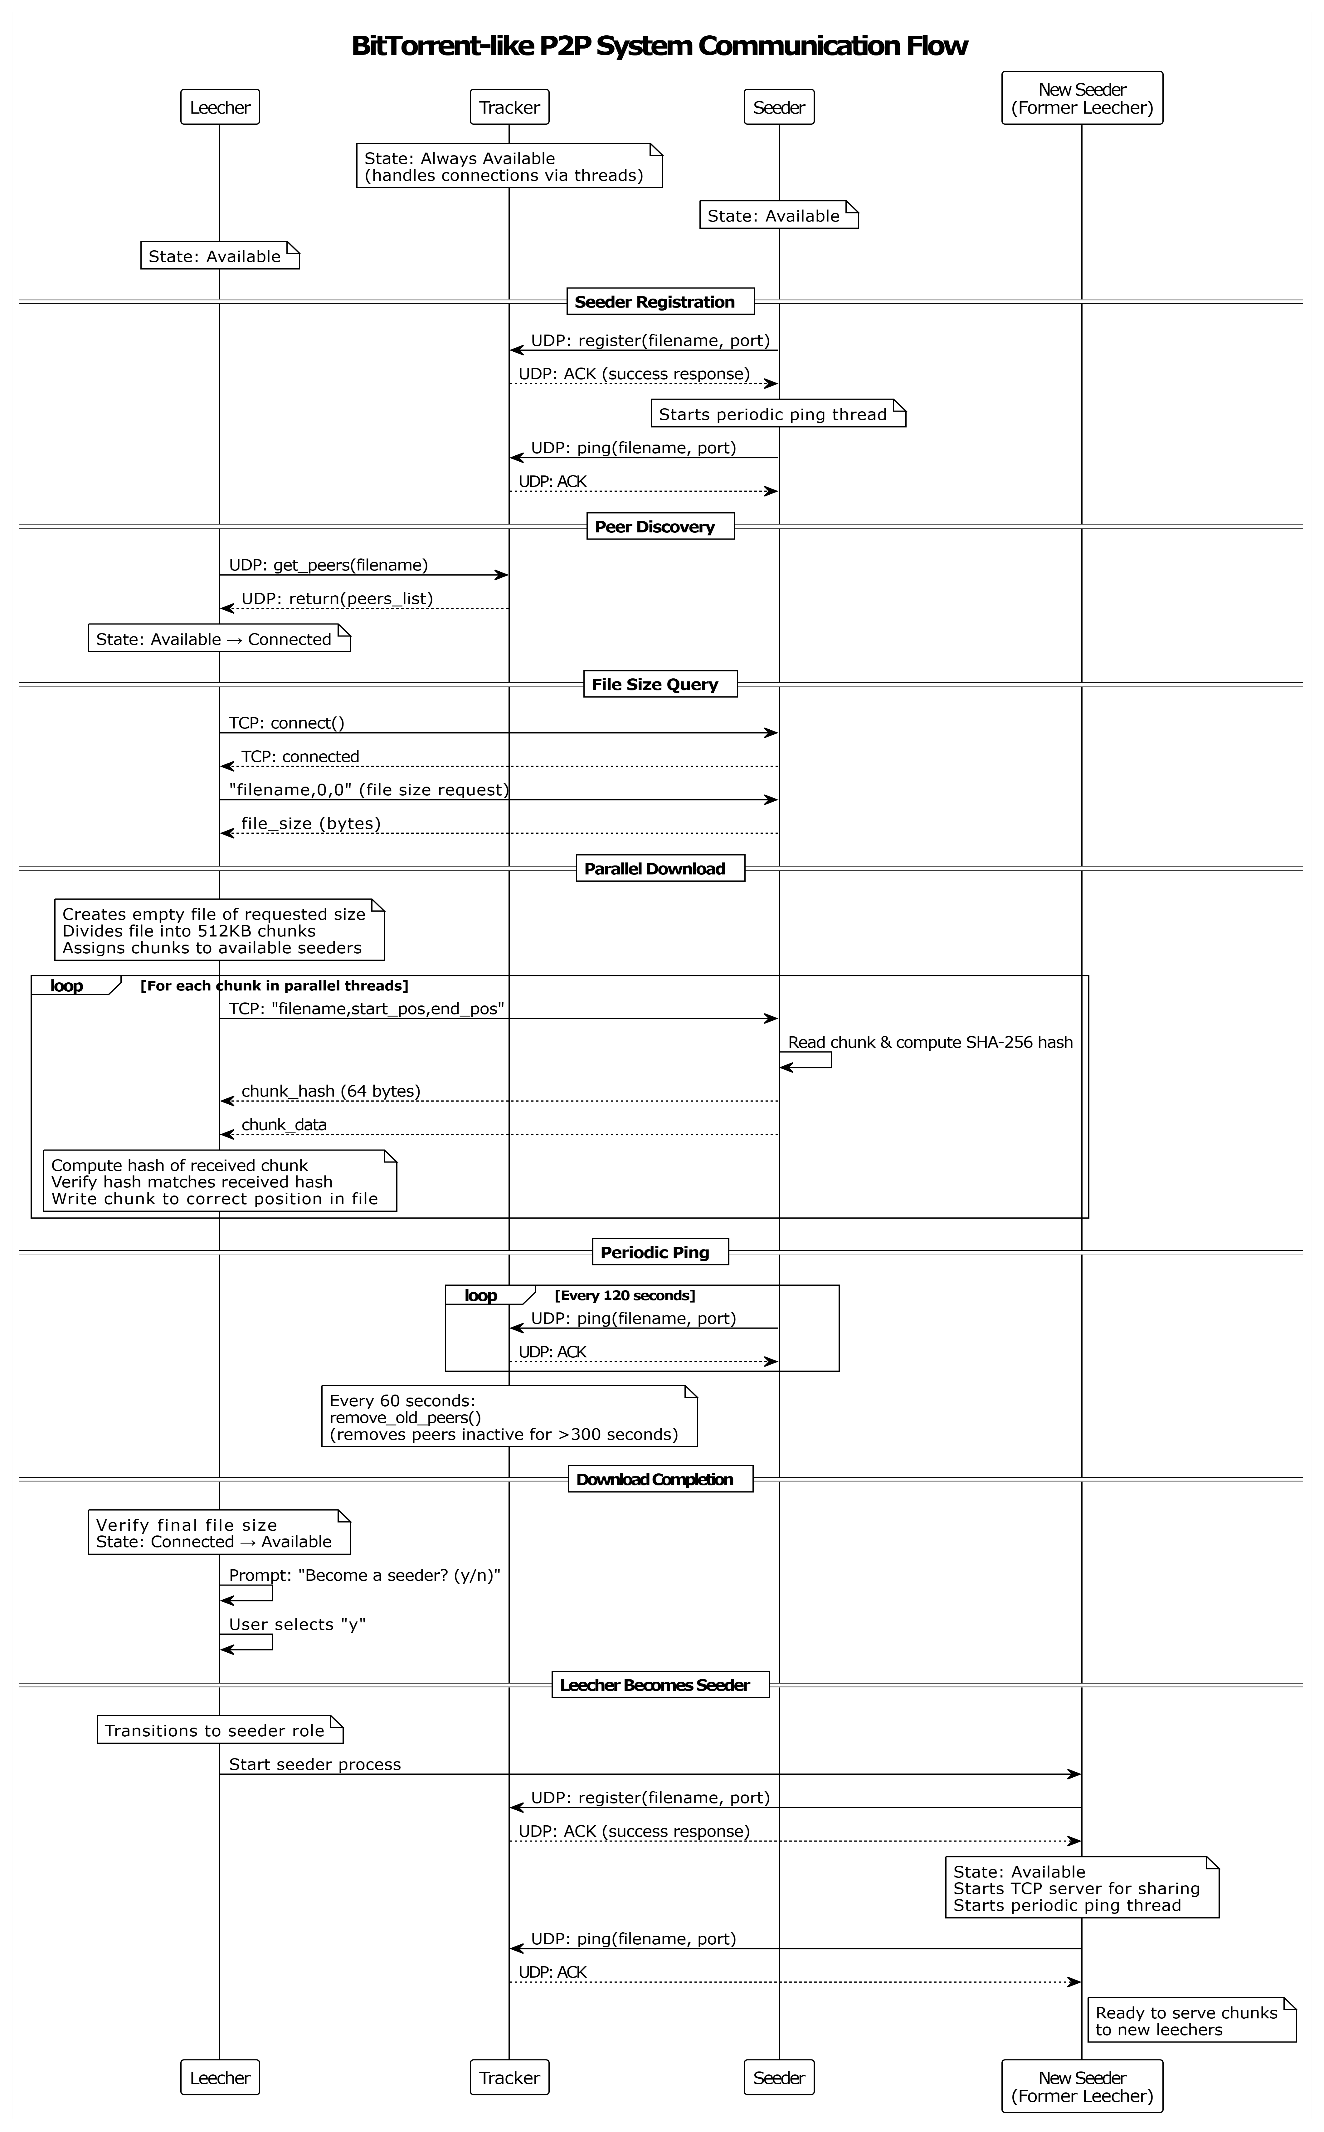 BitTorrent-like P2P System Communication Flow
Leecher
Tracker
Seeder
New Seeder
(Former Leecher)
State: Always Available
(handles connections via threads)
State: Available
State: Available
Seeder Registration
UDP: register(filename, port)
UDP: ACK (success response)
Starts periodic ping thread
UDP: ping(filename, port)
UDP: ACK
Peer Discovery
UDP: get_peers(filename)
UDP: return(peers_list)
State: Available → Connected
File Size Query
TCP: connect()
TCP: connected
"filename,0,0" (file size request)
file_size (bytes)
Parallel Download
Creates empty file of requested size
Divides file into 512KB chunks
Assigns chunks to available seeders
loop
[For each chunk in parallel threads]
TCP: "filename,start_pos,end_pos"
Read chunk & compute SHA-256 hash
chunk_hash (64 bytes)
chunk_data
Compute hash of received chunk
Verify hash matches received hash
Write chunk to correct position in file
Periodic Ping
loop
[Every 120 seconds]
UDP: ping(filename, port)
UDP: ACK
Every 60 seconds:
remove_old_peers()
(removes peers inactive for >300 seconds)
Download Completion
Verify final file size
State: Connected → Available
Prompt: "Become a seeder? (y/n)"
User selects "y"
Leecher Becomes Seeder
Transitions to seeder role
Start seeder process
UDP: register(filename, port)
UDP: ACK (success response)
State: Available
Starts TCP server for sharing
Starts periodic ping thread
UDP: ping(filename, port)
UDP: ACK
Ready to serve chunks
to new leechers
Leecher
Tracker
Seeder
New Seeder
(Former Leecher)